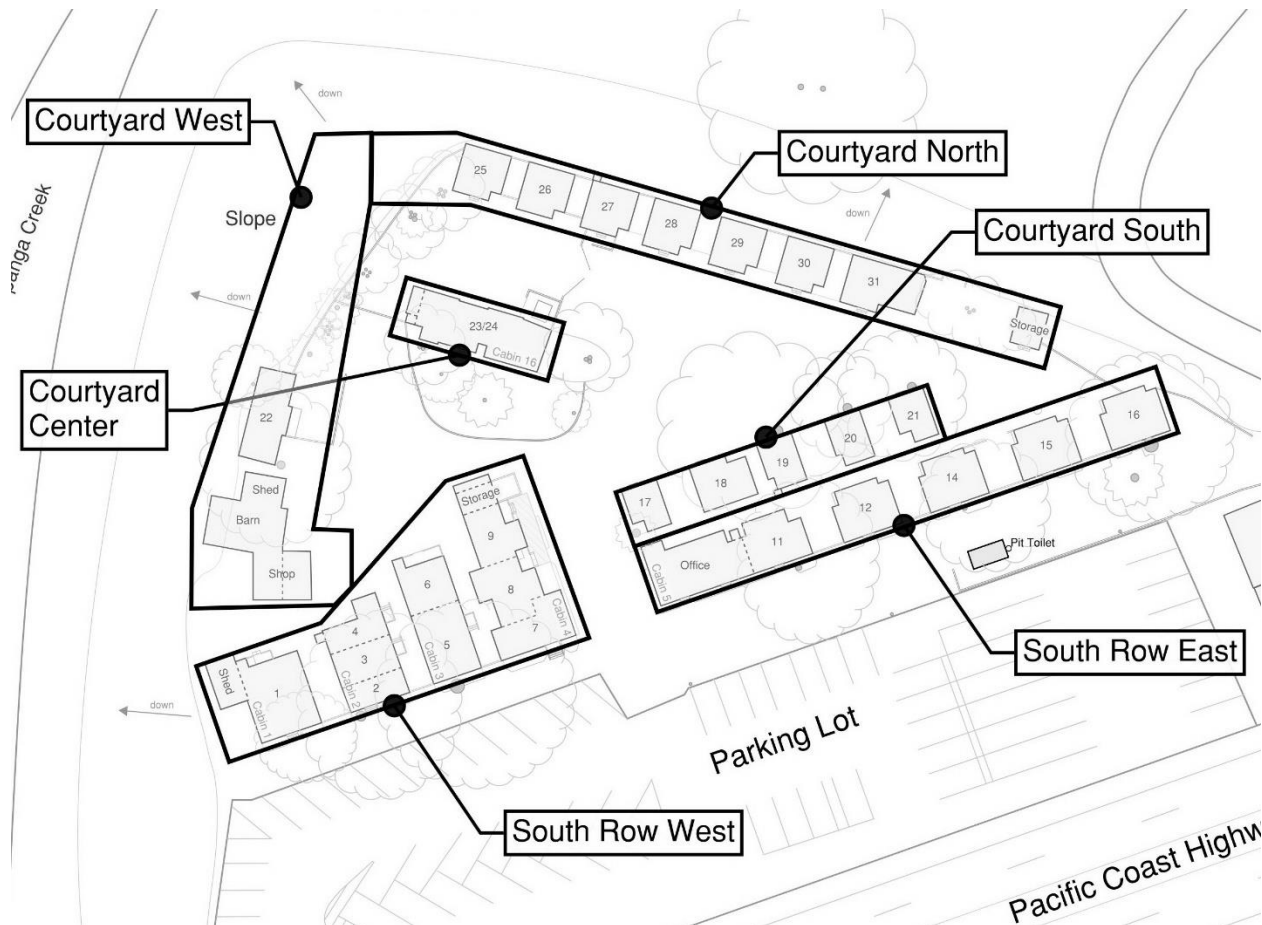 down
Courtyard West
Courtyard North
Slope
25
26
27
28
29
30
31
down
Courtyard South
down
Storage
23/24
Cabin 16
Courtyard
Center
22
Shed
Barn
Shop
21
20
19
18
17
16
15
14
12
11
Office
Cabin 5
Pit Toilet
Storage
9
8
7
Cabin 4
6
5
Cabin 3
4
3
2
Cabin 2
1
Shed
Cabin 1
down
South Row East
Parking Lot
South Row West
Pacific Coast